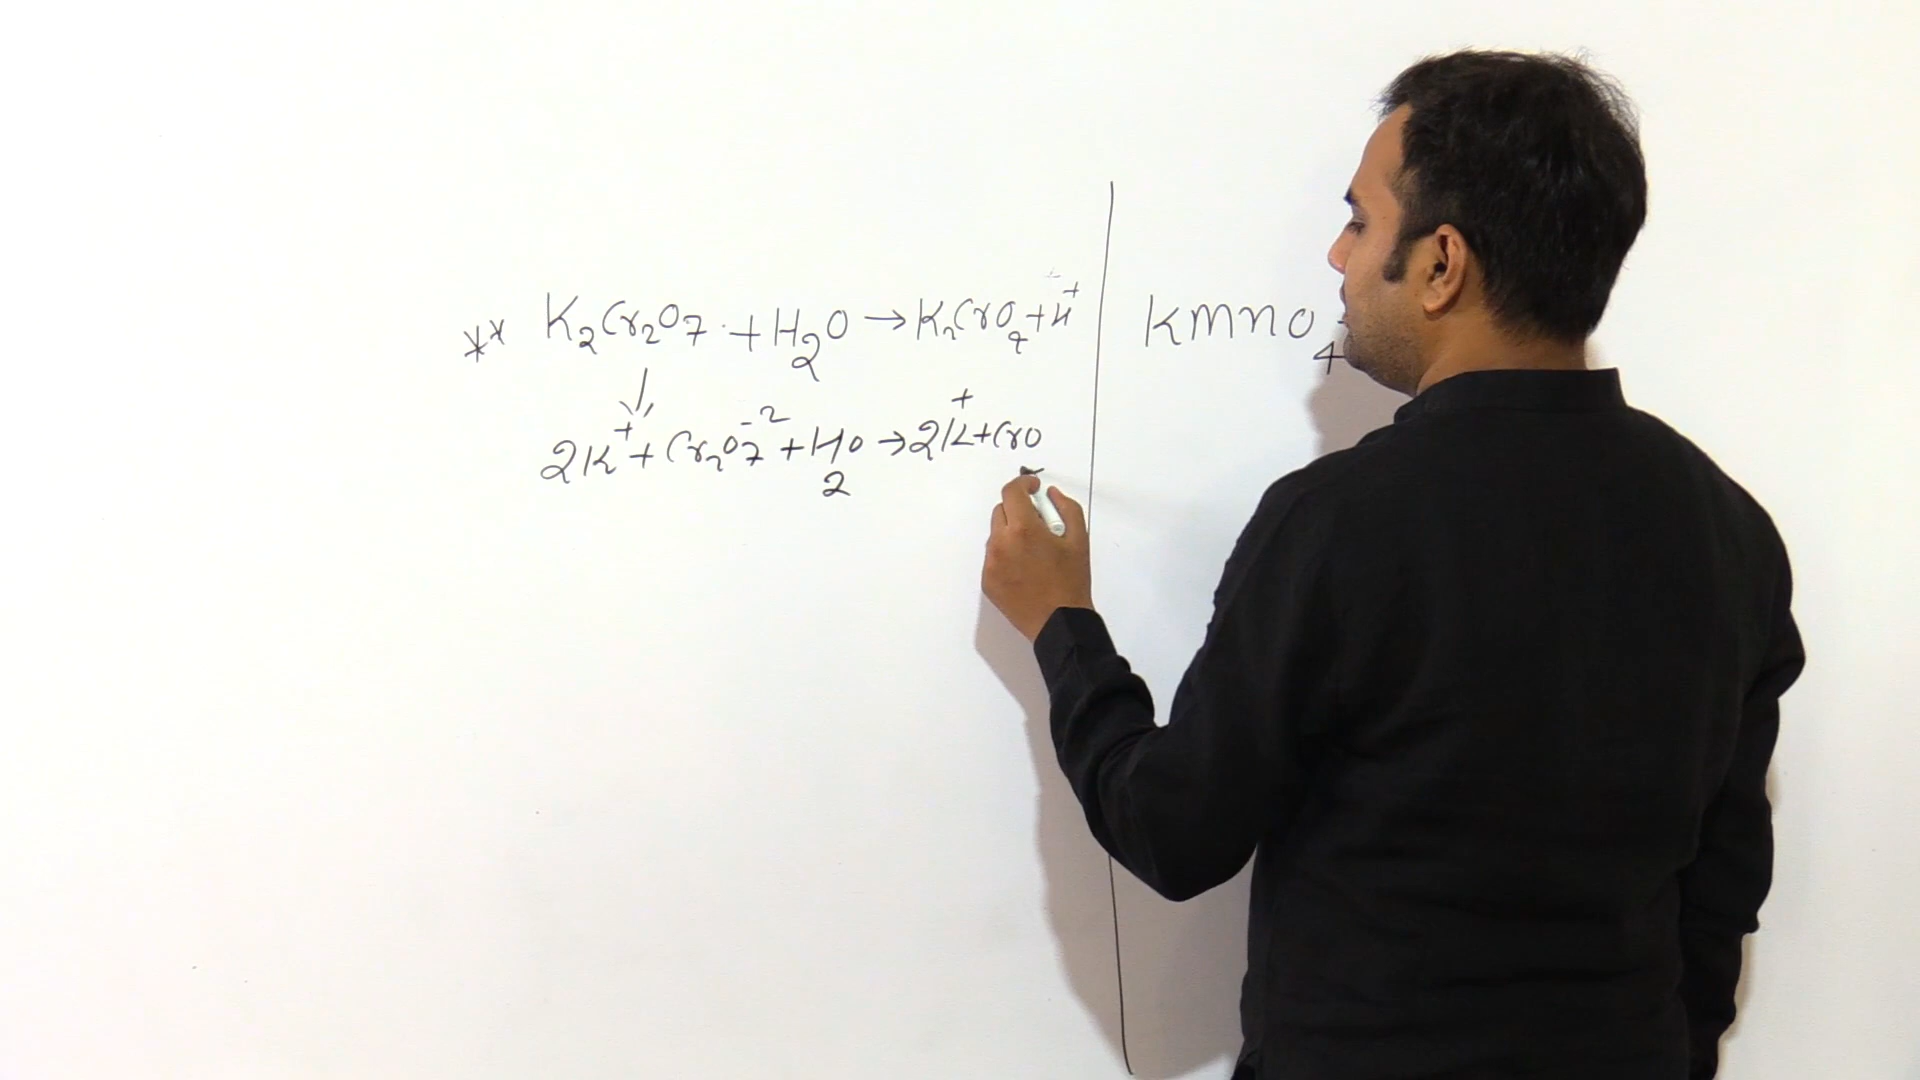 ** K₂Cr₂O₇ + H₂O → K₂CrO₄ + H⁺
KMnO₄
2K⁺ + Cr₂O₇⁻² + H₂O → 2K⁺ + CrO